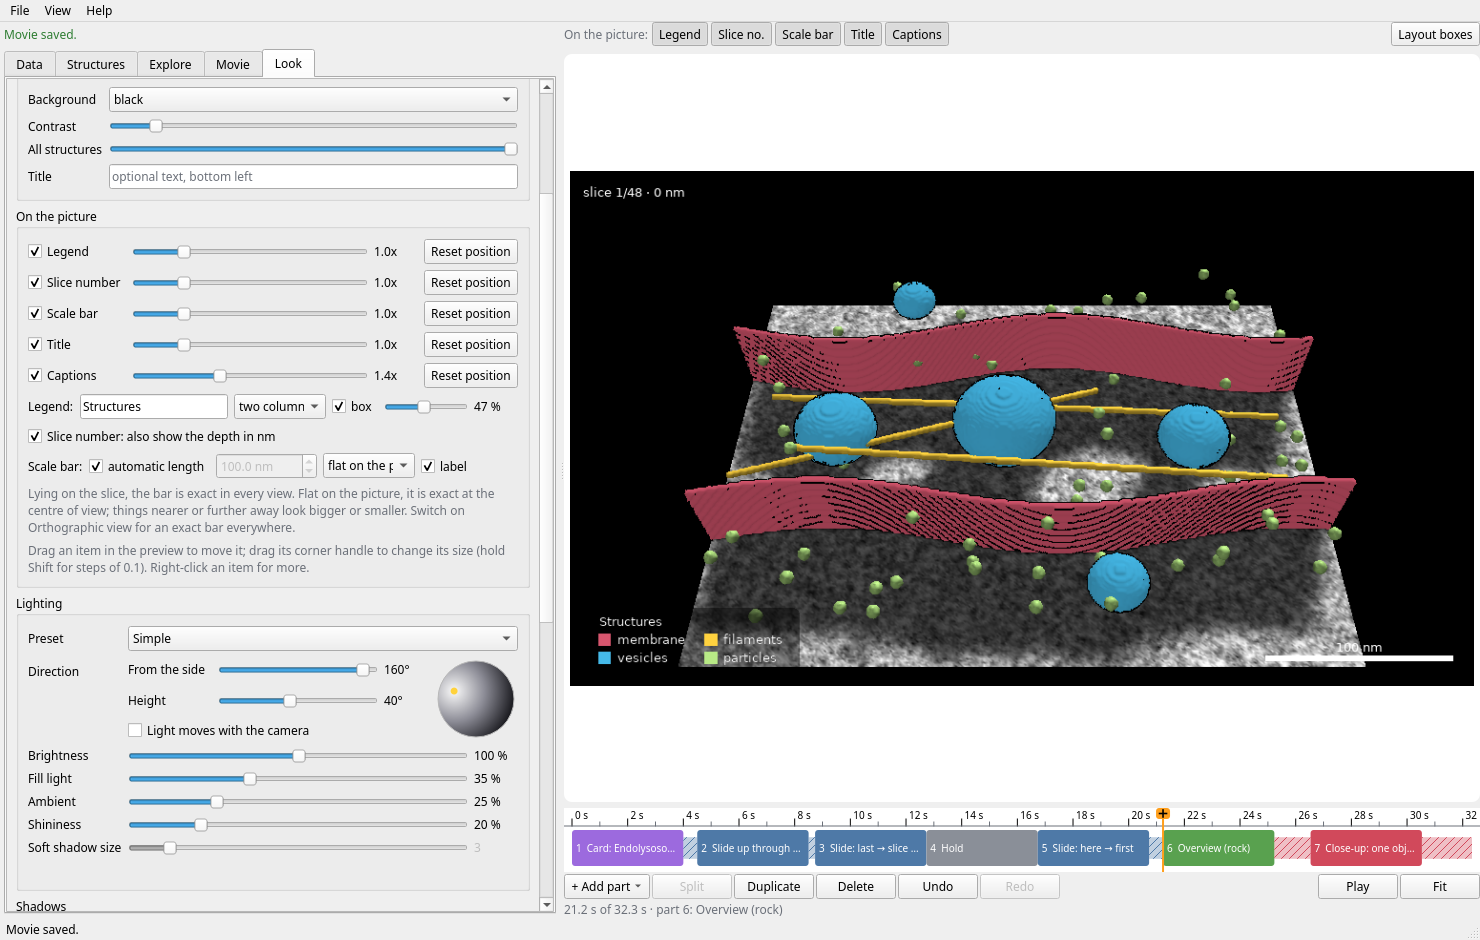 File View Help
Movie saved.
On the picture: Legend Slice no. Scale bar Title Captions Layout boxes
Data Structures Explore Movie Look
Background black
Contrast
All structures
Title optional text, bottom left
On the picture
Legend 1.0x Reset position
Slice number 1.0x Reset position
Scale bar 1.0x Reset position
Title 1.0x Reset position
Captions 1.4x Reset position
Legend: Structures two column box 47 %
Slice number: also show the depth in nm
Scale bar: automatic length 100.0 nm flat on the p label
Lying on the slice, the bar is exact in every view. Flat on the picture, it is exact at the
centre of view; things nearer or further away look bigger or smaller. Switch on
Orthographic view for an exact bar everywhere.
Drag an item in the preview to move it; drag its corner handle to change its size (hold
Shift for steps of 0.1). Right-click an item for more.
Lighting
Preset Simple
Direction From the side 160°
Height 40°
Light moves with the camera
Brightness 100 %
Fill light 35 %
Ambient 25 %
Shininess 20 %
Soft shadow size 3
Shadows
Movie saved.
slice 1/48 · 0 nm
Structures
membrane filaments
vesicles particles
100 nm
0 s 2 s 4 s 6 s 8 s 10 s 12 s 14 s 16 s 18 s 20 s 22 s 24 s 26 s 28 s 30 s 32
1 Card: Endolysoso... 2 Slide up through ... 3 Slide: last → slice ... 4 Hold 5 Slide: here → first 6 Overview (rock) 7 Close-up: one obj...
+ Add part Split Duplicate Delete Undo Redo Play Fit
21.2 s of 32.3 s · part 6: Overview (rock)